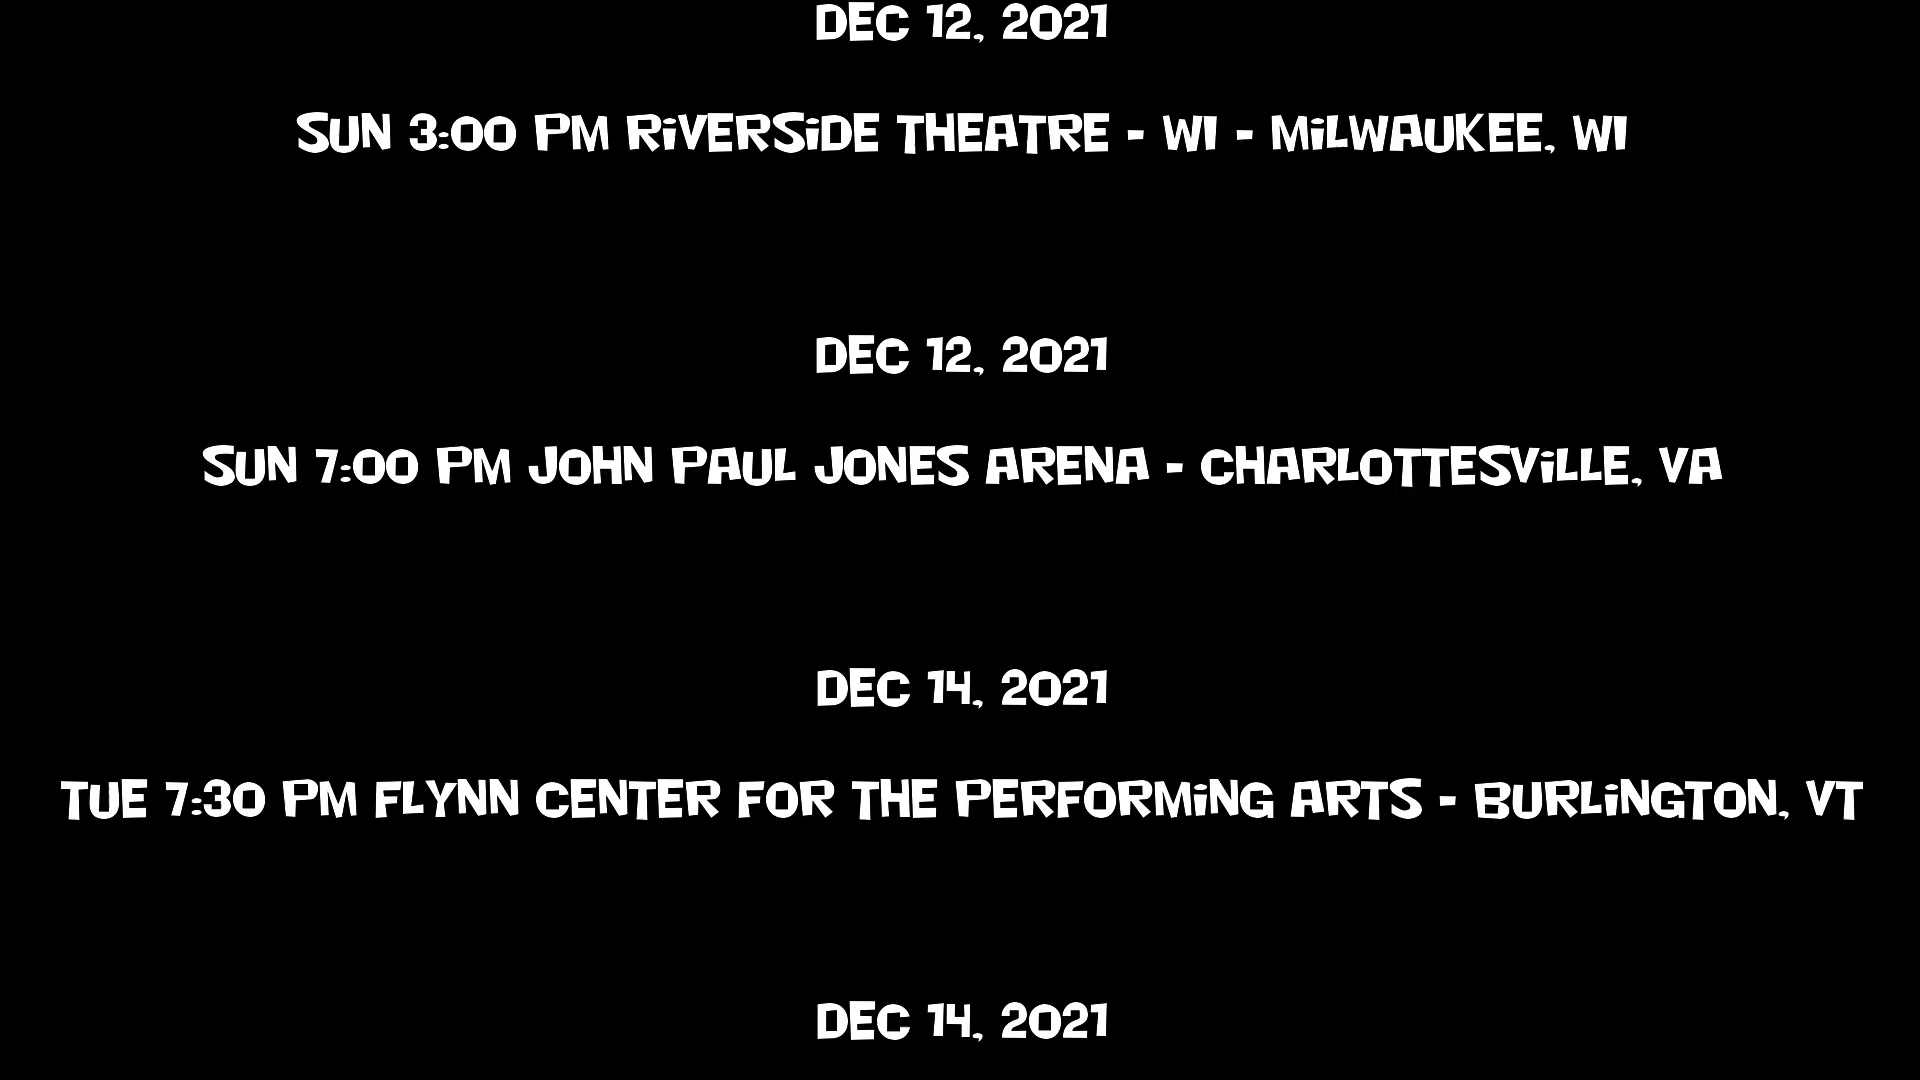 DEC 12, 2021
SUN 3:00 PM RiVERSiDE THEATRE - WI - MiLWAUKEE, WI
DEC 12, 2021
SUN 7:00 PM JOHN PAUL JONES ARENA - CHARLOTTESViLLE, VA
DEC 14, 2021
TUE 7:30 PM FLYNN CENTER FOR THE PERFORMiNG ARTS - BURLiNGTON, VT
DEC 14, 2021